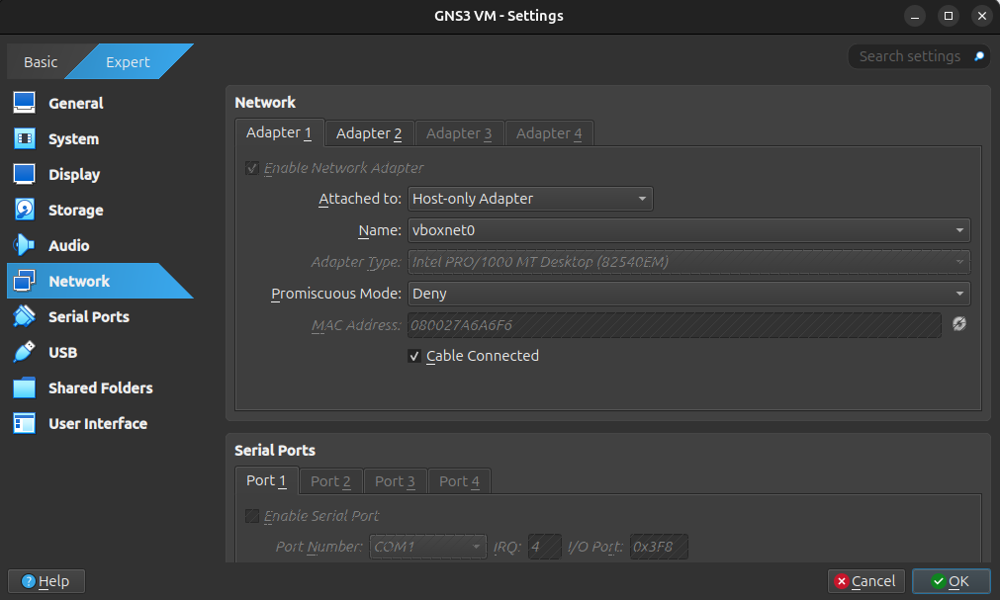 GNS3 VM - Settings
Basic Expert Search settings
General
System
Display
Storage
Audio
Network
Serial Ports
USB
Shared Folders
User Interface
Network
Adapter 1 Adapter 2 Adapter 3 Adapter 4
Enable Network Adapter
Attached to: Host-only Adapter
Name: vboxnet0
Adapter Type: Intel PRO/1000 MT Desktop (82540EM)
Promiscuous Mode: Deny
MAC Address: 080027A6A6F6
Cable Connected
Serial Ports
Port 1 Port 2 Port 3 Port 4
Enable Serial Port
Port Number: COM1 IRQ: 4 I/O Port: 0x3F8
Help Cancel OK